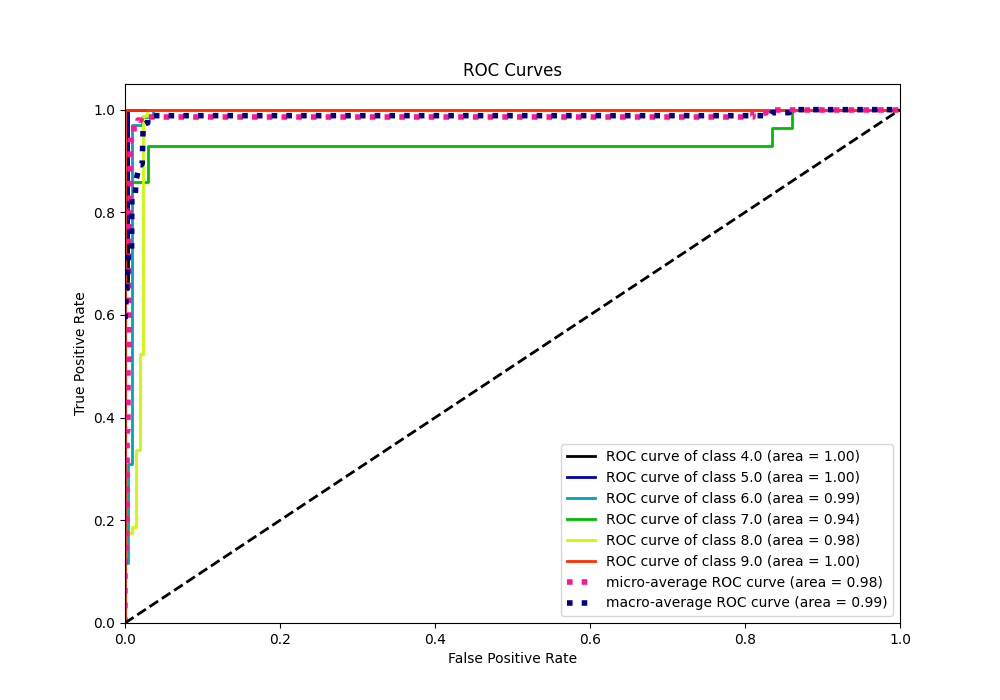 ROC Curves
1.0
0.8
0.6
0.4
0.2
0.0
True Positive Rate
0.0 0.2 0.4 0.6 0.8 1.0
False Positive Rate
ROC curve of class 4.0 (area = 1.00)
ROC curve of class 5.0 (area = 1.00)
ROC curve of class 6.0 (area = 0.99)
ROC curve of class 7.0 (area = 0.94)
ROC curve of class 8.0 (area = 0.98)
ROC curve of class 9.0 (area = 1.00)
micro-average ROC curve (area = 0.98)
macro-average ROC curve (area = 0.99)